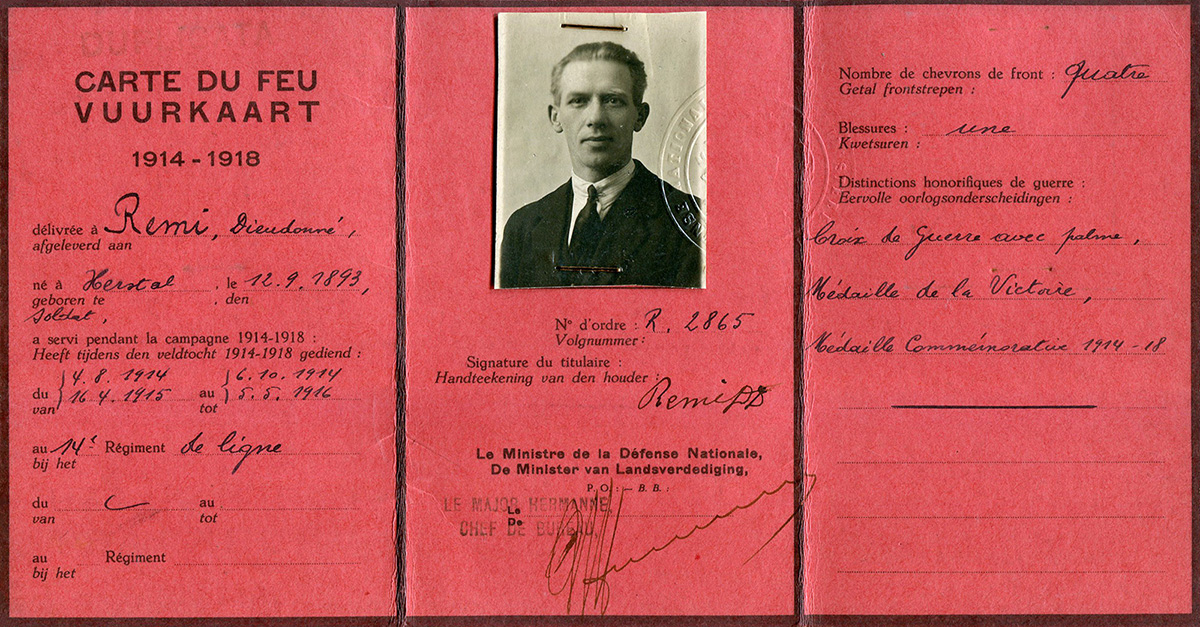 CARTE DU FEU
VUURKAART
1914 - 1918
délivrée à Remi, Dieudonné,
afgeleverd aan
né à Herstal , le 12.9.1893,
geboren te , den
soldat,
a servi pendant la campagne 1914-1918 :
Heeft tijdens den veldtocht 1914-1918 gediend :
4.8.1914 6.10.1914
du 16.4.1915 au 5.5.1916
van tot
au 14e Régiment de ligne
bij het
du au
van tot
au Régiment
bij het
N° d'ordre : R. 2865
Volgnummer :
Signature du titulaire :
Handteekening van den houder :
Remi DD
Le Ministre de la Défense Nationale,
De Minister van Landsverdediging,
P. O. : — B. B. :
LE MAJOR HERMANNE,
Le
De
CHEF DE BUREAU,
Nombre de chevrons de front : Quatre
Getal frontstrepen :
Blessures : une
Kwetsuren :
Distinctions honorifiques de guerre :
Eervolle oorlogsonderscheidingen :
Croix de Guerre avec palme,
Médaille de la Victoire,
Médaille Commémorative 1914-18